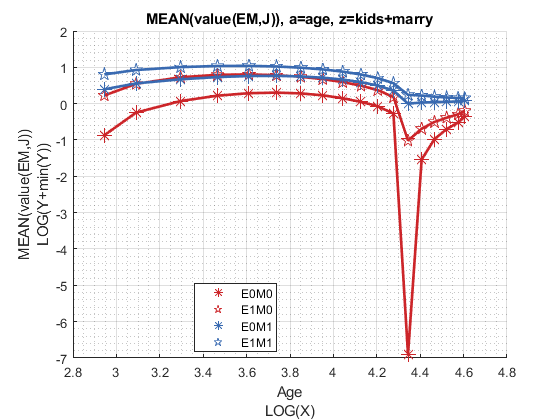 MEAN(value(EM,J)), a=age, z=kids+marry
2
1
0
-1
-2
-3
-4
-5
-6
-7
MEAN(value(EM,J))
LOG(Y+min(Y))
E0M0
E1M0
E0M1
E1M1
2.8 3 3.2 3.4 3.6 3.8 4 4.2 4.4 4.6 4.8
Age
LOG(X)